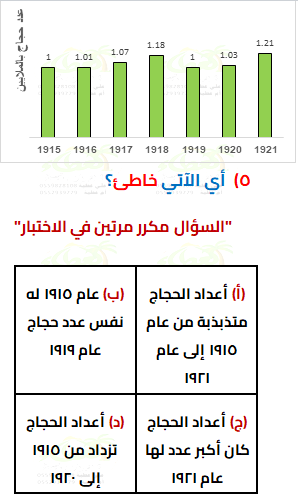 عدد حجاج بالملايين
1 1.01 1.07 1.18 1 1.03 1.21
1915 1916 1917 1918 1919 1920 1921
٥) أي الآتي خاطئ؟
"السؤال مكرر مرتين في الاختبار"
(أ) أعداد الحجاج
متذبذبة من عام
١٩١٥ إلى عام
١٩٢١
(ب) عام ١٩١٥ له
نفس عدد حجاج
عام ١٩١٩
(ج) أعداد الحجاج
كان أكبر عدد لها
عام ١٩٢١
(د) أعداد الحجاج
تزداد من ١٩١٥
إلى ١٩٢٠